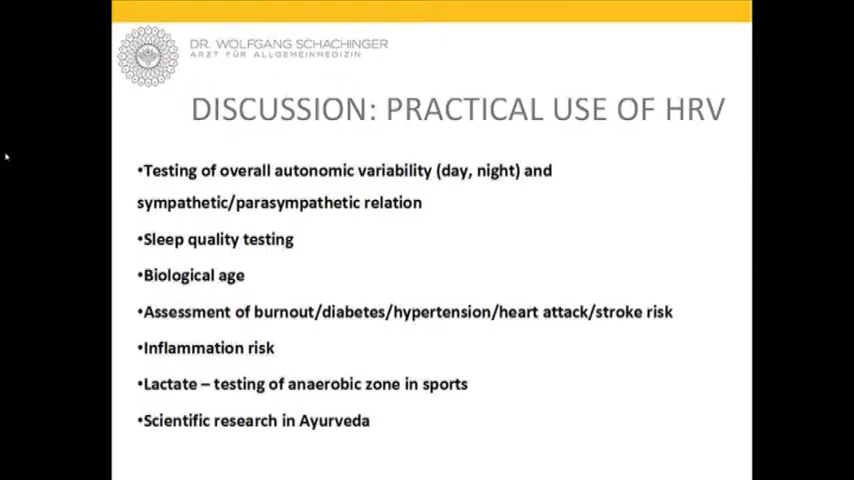 DR. WOLFGANG SCHACHINGER
ARZT FÜR ALLGEMEINMEDIZIN
DISCUSSION: PRACTICAL USE OF HRV
•Testing of overall autonomic variability (day, night) and
sympathetic/parasympathetic relation
•Sleep quality testing
•Biological age
•Assessment of burnout/diabetes/hypertension/heart attack/stroke risk
•Inflammation risk
•Lactate – testing of anaerobic zone in sports
•Scientific research in Ayurveda